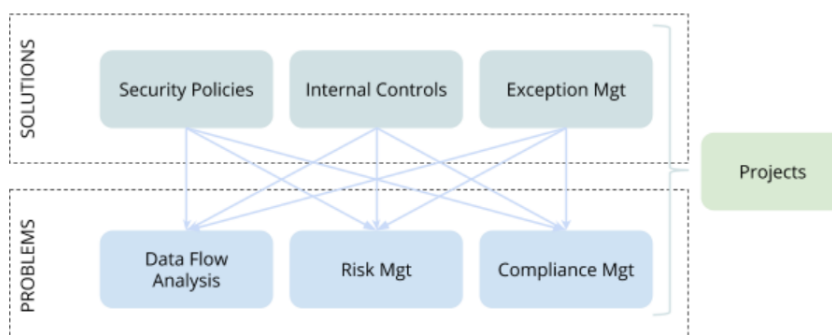 SOLUTIONS
Security Policies
Internal Controls
Exception Mgt
Projects
PROBLEMS
Data Flow
Analysis
Risk Mgt
Compliance Mgt